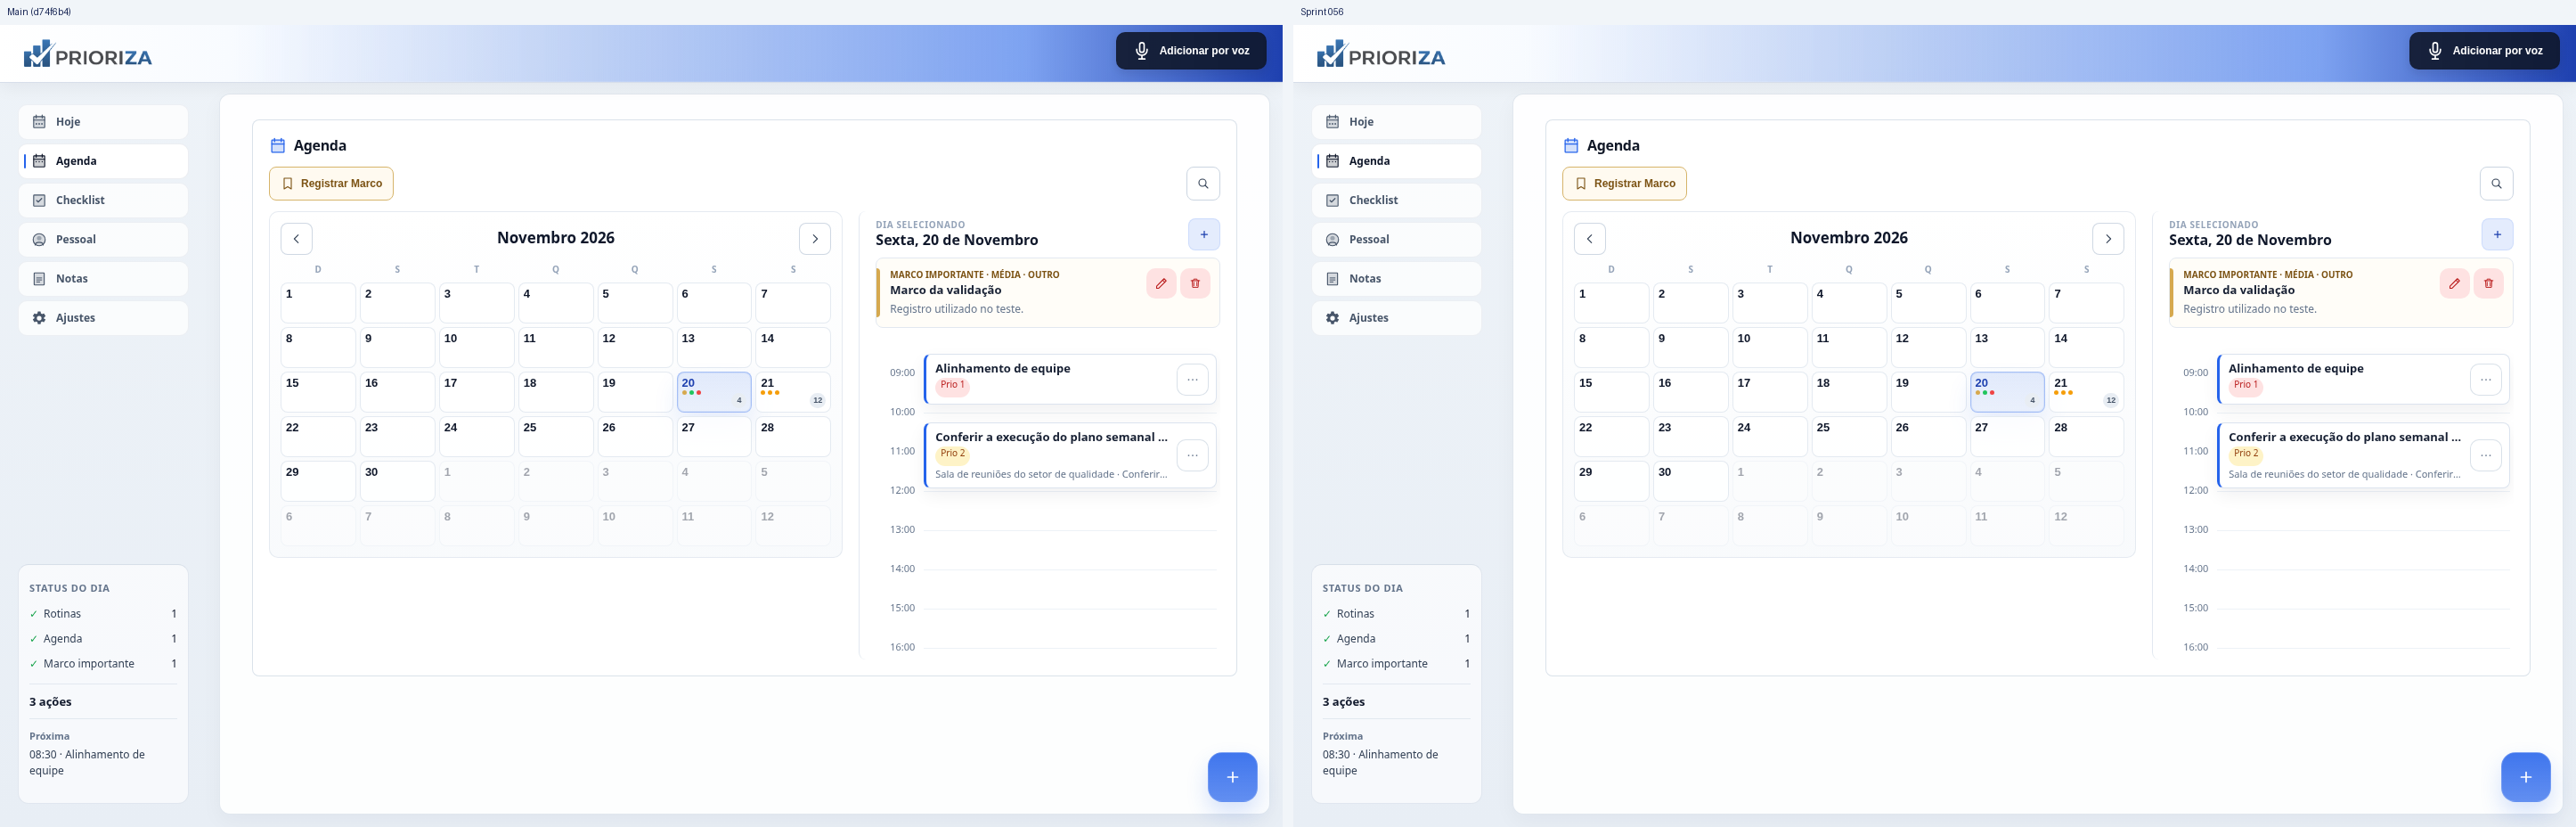 Main (d74f6b4)
PRIORIZA
Adicionar por voz
Hoje
Agenda
Checklist
Pessoal
Notas
Ajustes
STATUS DO DIA
✓ Rotinas 1
✓ Agenda 1
✓ Marco importante 1
3 ações
Próxima
08:30 · Alinhamento de
equipe
Agenda
Registrar Marco
Novembro 2026
D S T Q Q S S
1 2 3 4 5 6 7
8 9 10 11 12 13 14
15 16 17 18 19 20 21
4 12
22 23 24 25 26 27 28
29 30 1 2 3 4 5
6 7 8 9 10 11 12
DIA SELECIONADO
Sexta, 20 de Novembro
+
MARCO IMPORTANTE · MÉDIA · OUTRO
Marco da validação
Registro utilizado no teste.
09:00
Alinhamento de equipe
Prio 1
...
10:00
Conferir a execução do plano semanal ...
11:00
Prio 2
...
Sala de reuniões do setor de qualidade · Conferir...
12:00
13:00
14:00
15:00
16:00
+
Sprint056
PRIORIZA
Adicionar por voz
Hoje
Agenda
Checklist
Pessoal
Notas
Ajustes
STATUS DO DIA
✓ Rotinas 1
✓ Agenda 1
✓ Marco importante 1
3 ações
Próxima
08:30 · Alinhamento de
equipe
Agenda
Registrar Marco
Novembro 2026
D S T Q Q S S
1 2 3 4 5 6 7
8 9 10 11 12 13 14
15 16 17 18 19 20 21
4 12
22 23 24 25 26 27 28
29 30 1 2 3 4 5
6 7 8 9 10 11 12
DIA SELECIONADO
Sexta, 20 de Novembro
+
MARCO IMPORTANTE · MÉDIA · OUTRO
Marco da validação
Registro utilizado no teste.
09:00
Alinhamento de equipe
Prio 1
...
10:00
Conferir a execução do plano semanal ...
11:00
Prio 2
...
Sala de reuniões do setor de qualidade · Conferir...
12:00
13:00
14:00
15:00
16:00
+